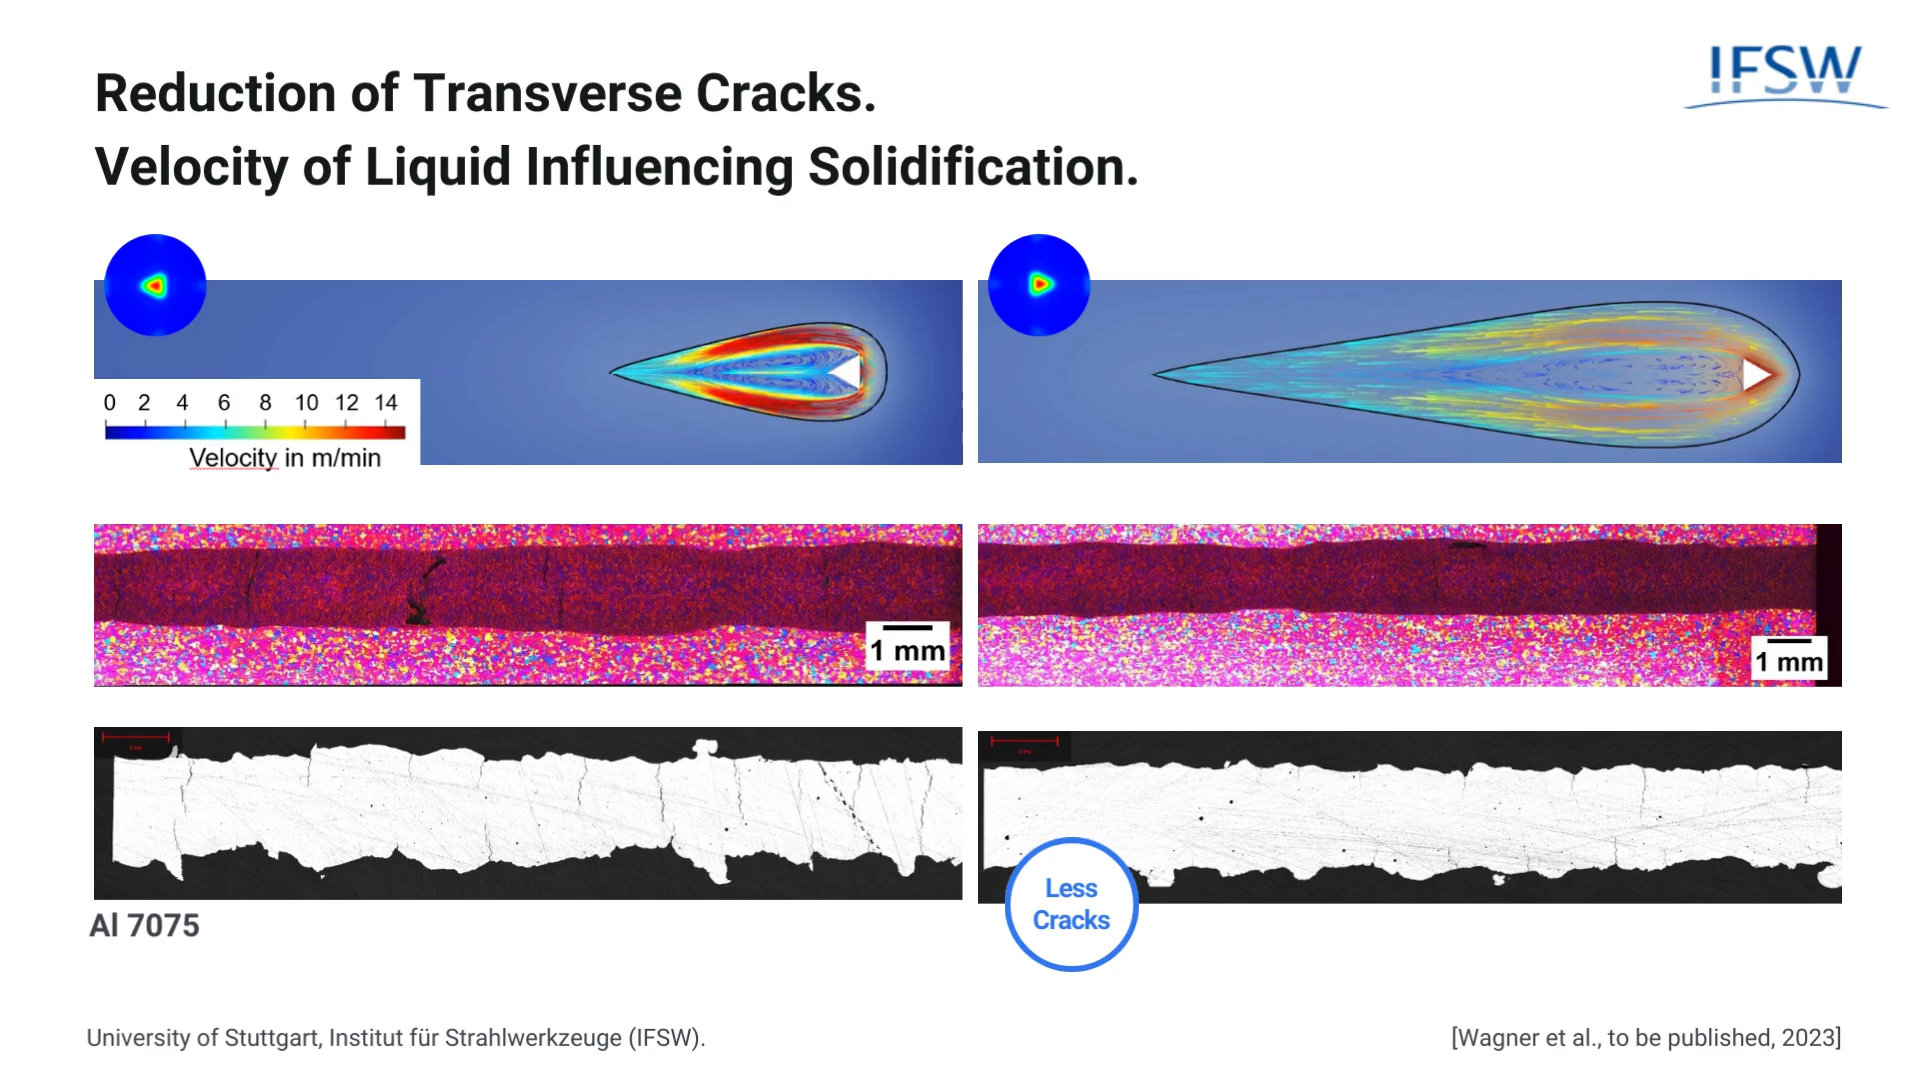 IFSW
Reduction of Transverse Cracks.
Velocity of Liquid Influencing Solidification.
0 2 4 6 8 10 12 14
Velocity in m/min
1 mm
1 mm
Less
Cracks
Al 7075
University of Stuttgart, Institut für Strahlwerkzeuge (IFSW).
[Wagner et al., to be published, 2023]